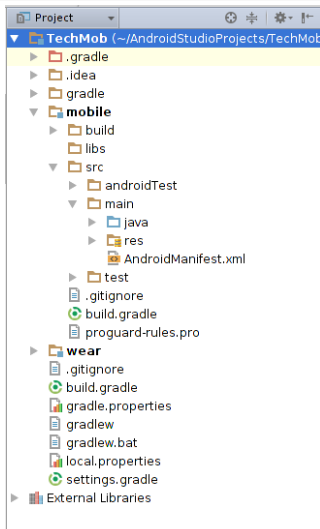 Project
TechMob (~/AndroidStudioProjects/TechMob
.gradle
.idea
gradle
mobile
build
libs
src
androidTest
main
java
res
AndroidManifest.xml
test
.gitignore
build.gradle
proguard-rules.pro
wear
.gitignore
build.gradle
gradle.properties
gradlew
gradlew.bat
local.properties
settings.gradle
External Libraries